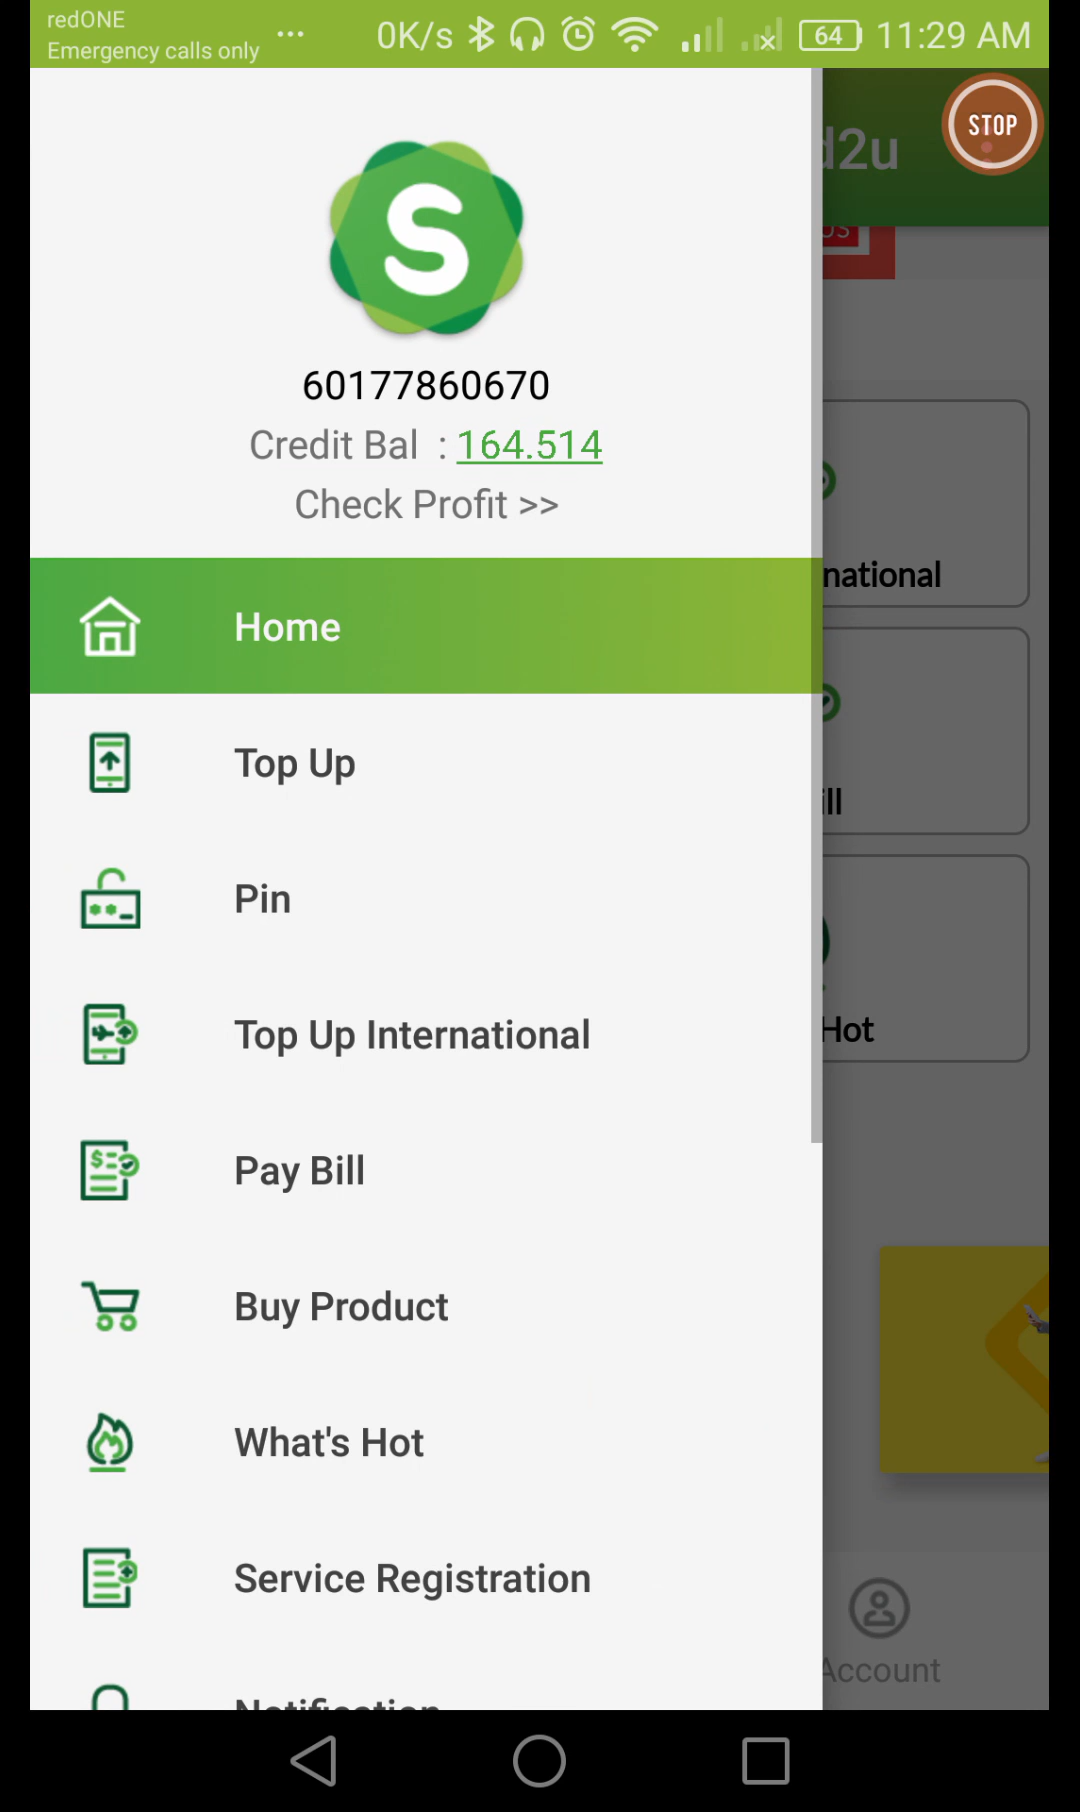 redONE
Emergency calls only
... 0K/s 64 11:29 AM
d2u
STOP
S
60177860670
Credit Bal : 164.514
Check Profit >>
national
Home
Top Up
ill
Pin
Top Up International
Hot
Pay Bill
Buy Product
What's Hot
Service Registration
Account
Notification